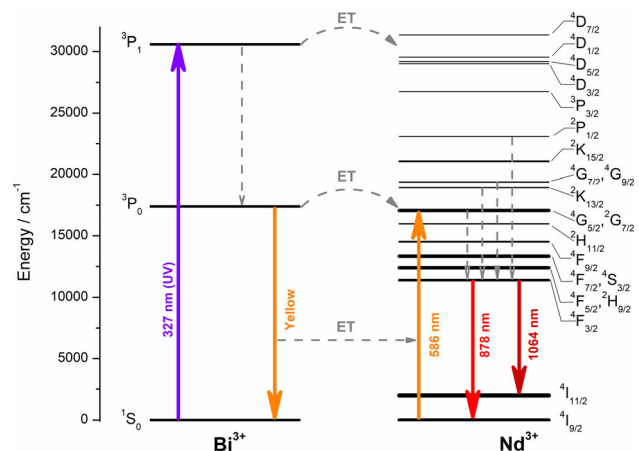 Energy / cm⁻¹
30000
25000
20000
15000
10000
5000
0
³P₁
³P₀
¹S₀
327 nm (UV)
Yellow
ET
ET
ET
586 nm
878 nm
1064 nm
⁴D₇/₂
⁴D₁/₂
⁴D₅/₂
⁴D₃/₂
³P₃/₂
²P₁/₂
²K₁₅/₂
⁴G₇/₂,⁴G₉/₂
²K₁₃/₂
⁴G₅/₂,²G₇/₂
²H₁₁/₂
⁴F₉/₂
⁴F₇/₂,⁴S₃/₂
⁴F₅/₂,²H₉/₂
⁴F₃/₂
⁴I₁₁/₂
⁴I₉/₂
Bi³⁺
Nd³⁺